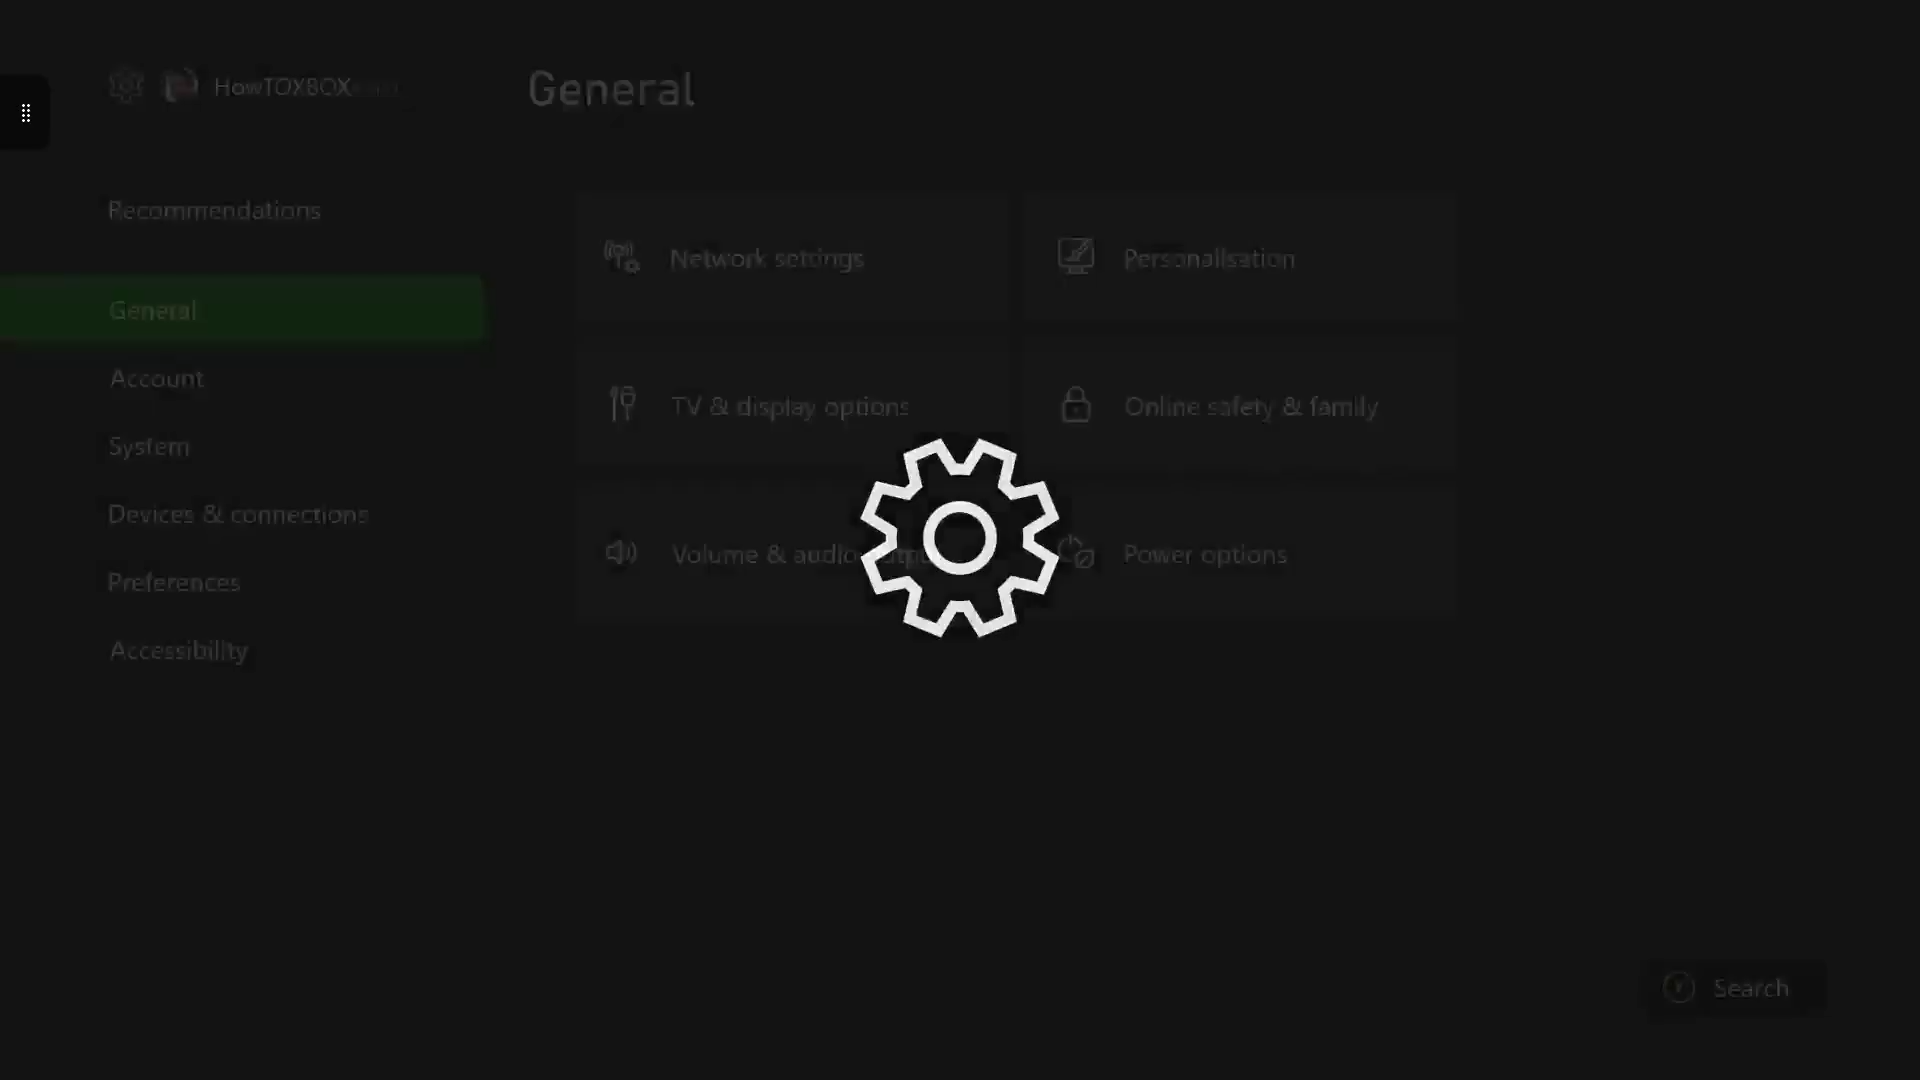 HowTOXBOX
General
Recommendations
General
Account
System
Devices & connections
Preferences
Accessibility
Network settings
Personalisation
TV & display options
Online safety & family
Volume & audio
Power options
Y Search